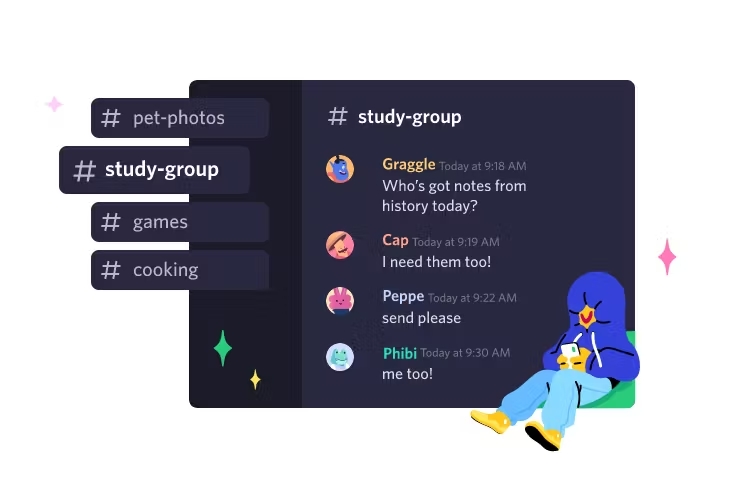 # pet-photos
# study-group
# games
# cooking
# study-group
Graggle Today at 9:18 AM
Who's got notes from
history today?
Cap Today at 9:19 AM
I need them too!
Peppe Today at 9:22 AM
send please
Phibi Today at 9:30 AM
me too!